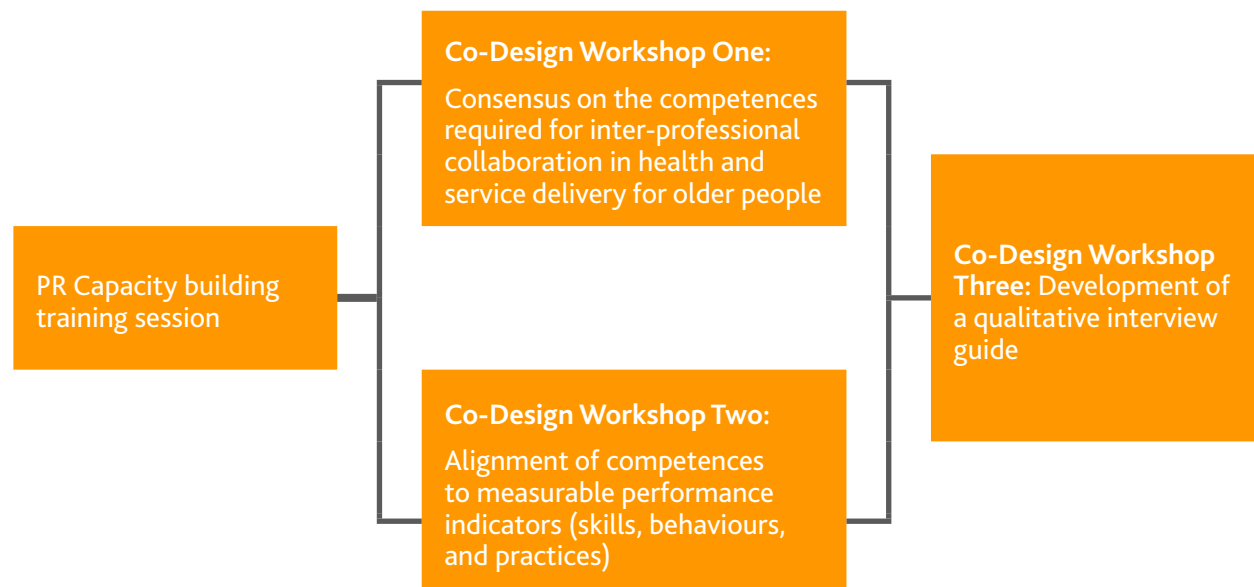 PR Capacity building
training session
Co-Design Workshop One:
Consensus on the competences
required for inter-professional
collaboration in health and
service delivery for older people
Co-Design Workshop Two:
Alignment of competences
to measurable performance
indicators (skills, behaviours,
and practices)
Co-Design Workshop
Three: Development of
a qualitative interview
guide